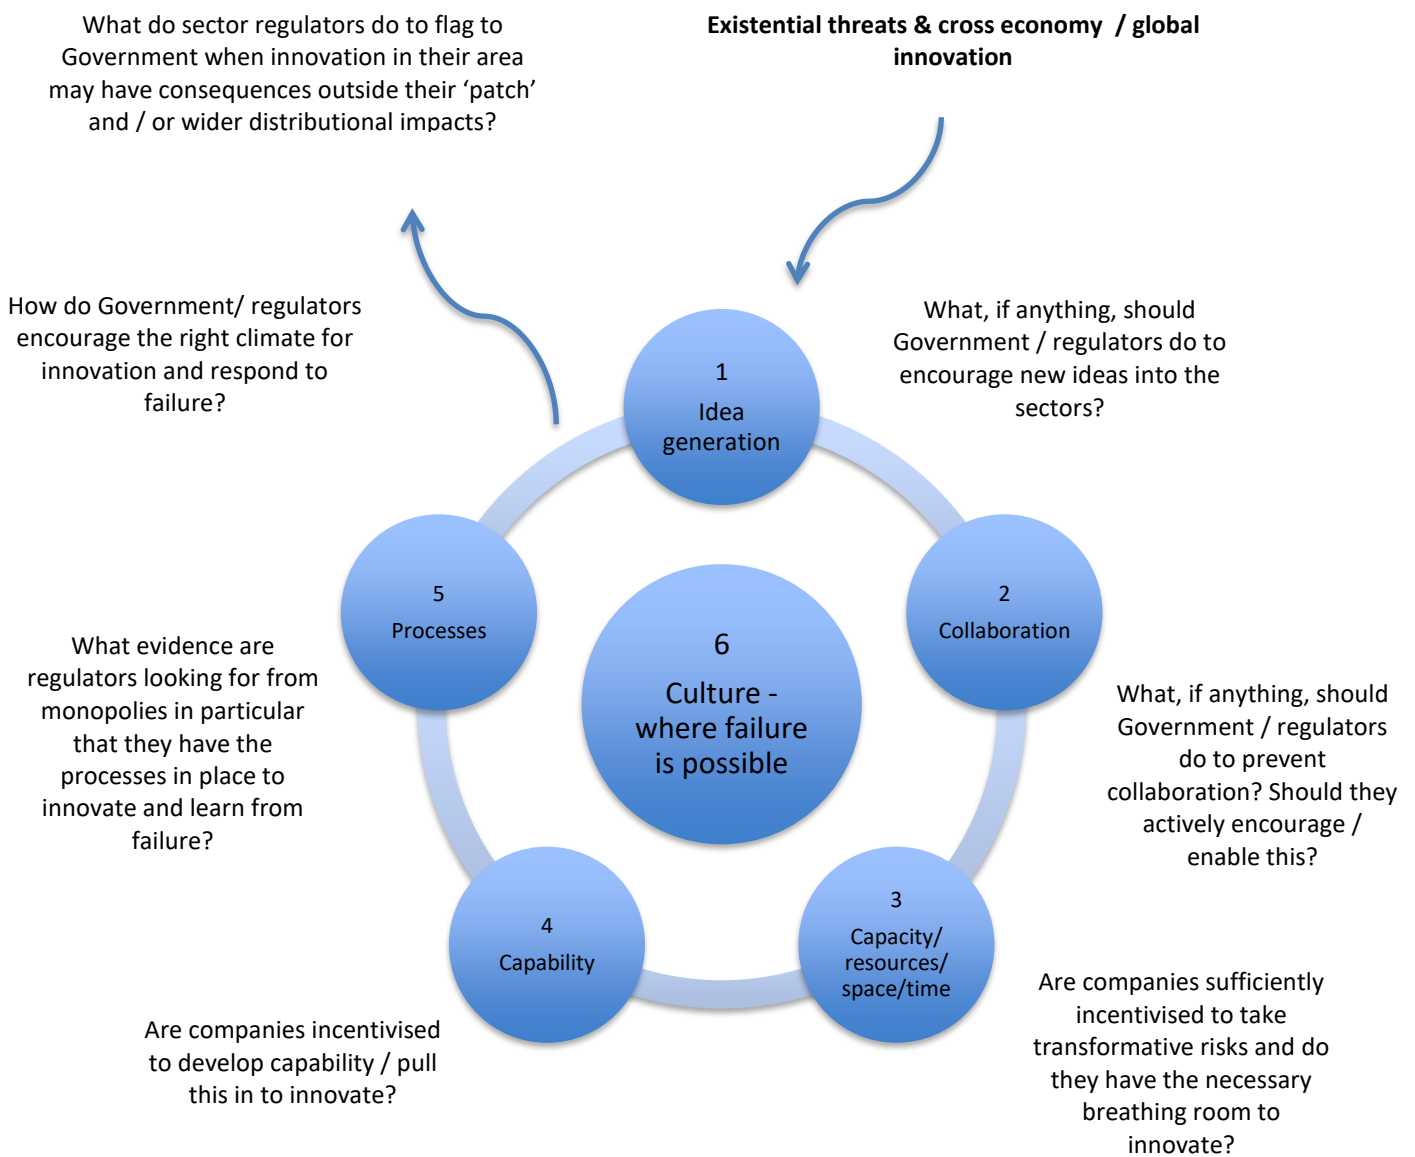 What do sector regulators do to flag to
Government when innovation in their area
may have consequences outside their ‘patch’
and / or wider distributional impacts?
Existential threats & cross economy / global
innovation
How do Government/ regulators
encourage the right climate for
innovation and respond to
failure?
What, if anything, should
Government / regulators do to
encourage new ideas into the
sectors?
1
Idea
generation
2
Collaboration
What, if anything, should
Government / regulators
do to prevent
collaboration? Should they
actively encourage /
enable this?
3
Capacity/
resources/
space/time
Are companies sufficiently
incentivised to take
transformative risks and do
they have the necessary
breathing room to
innovate?
4
Capability
Are companies incentivised
to develop capability / pull
this in to innovate?
5
Processes
What evidence are
regulators looking for from
monopolies in particular
that they have the
processes in place to
innovate and learn from
failure?
6
Culture -
where failure
is possible